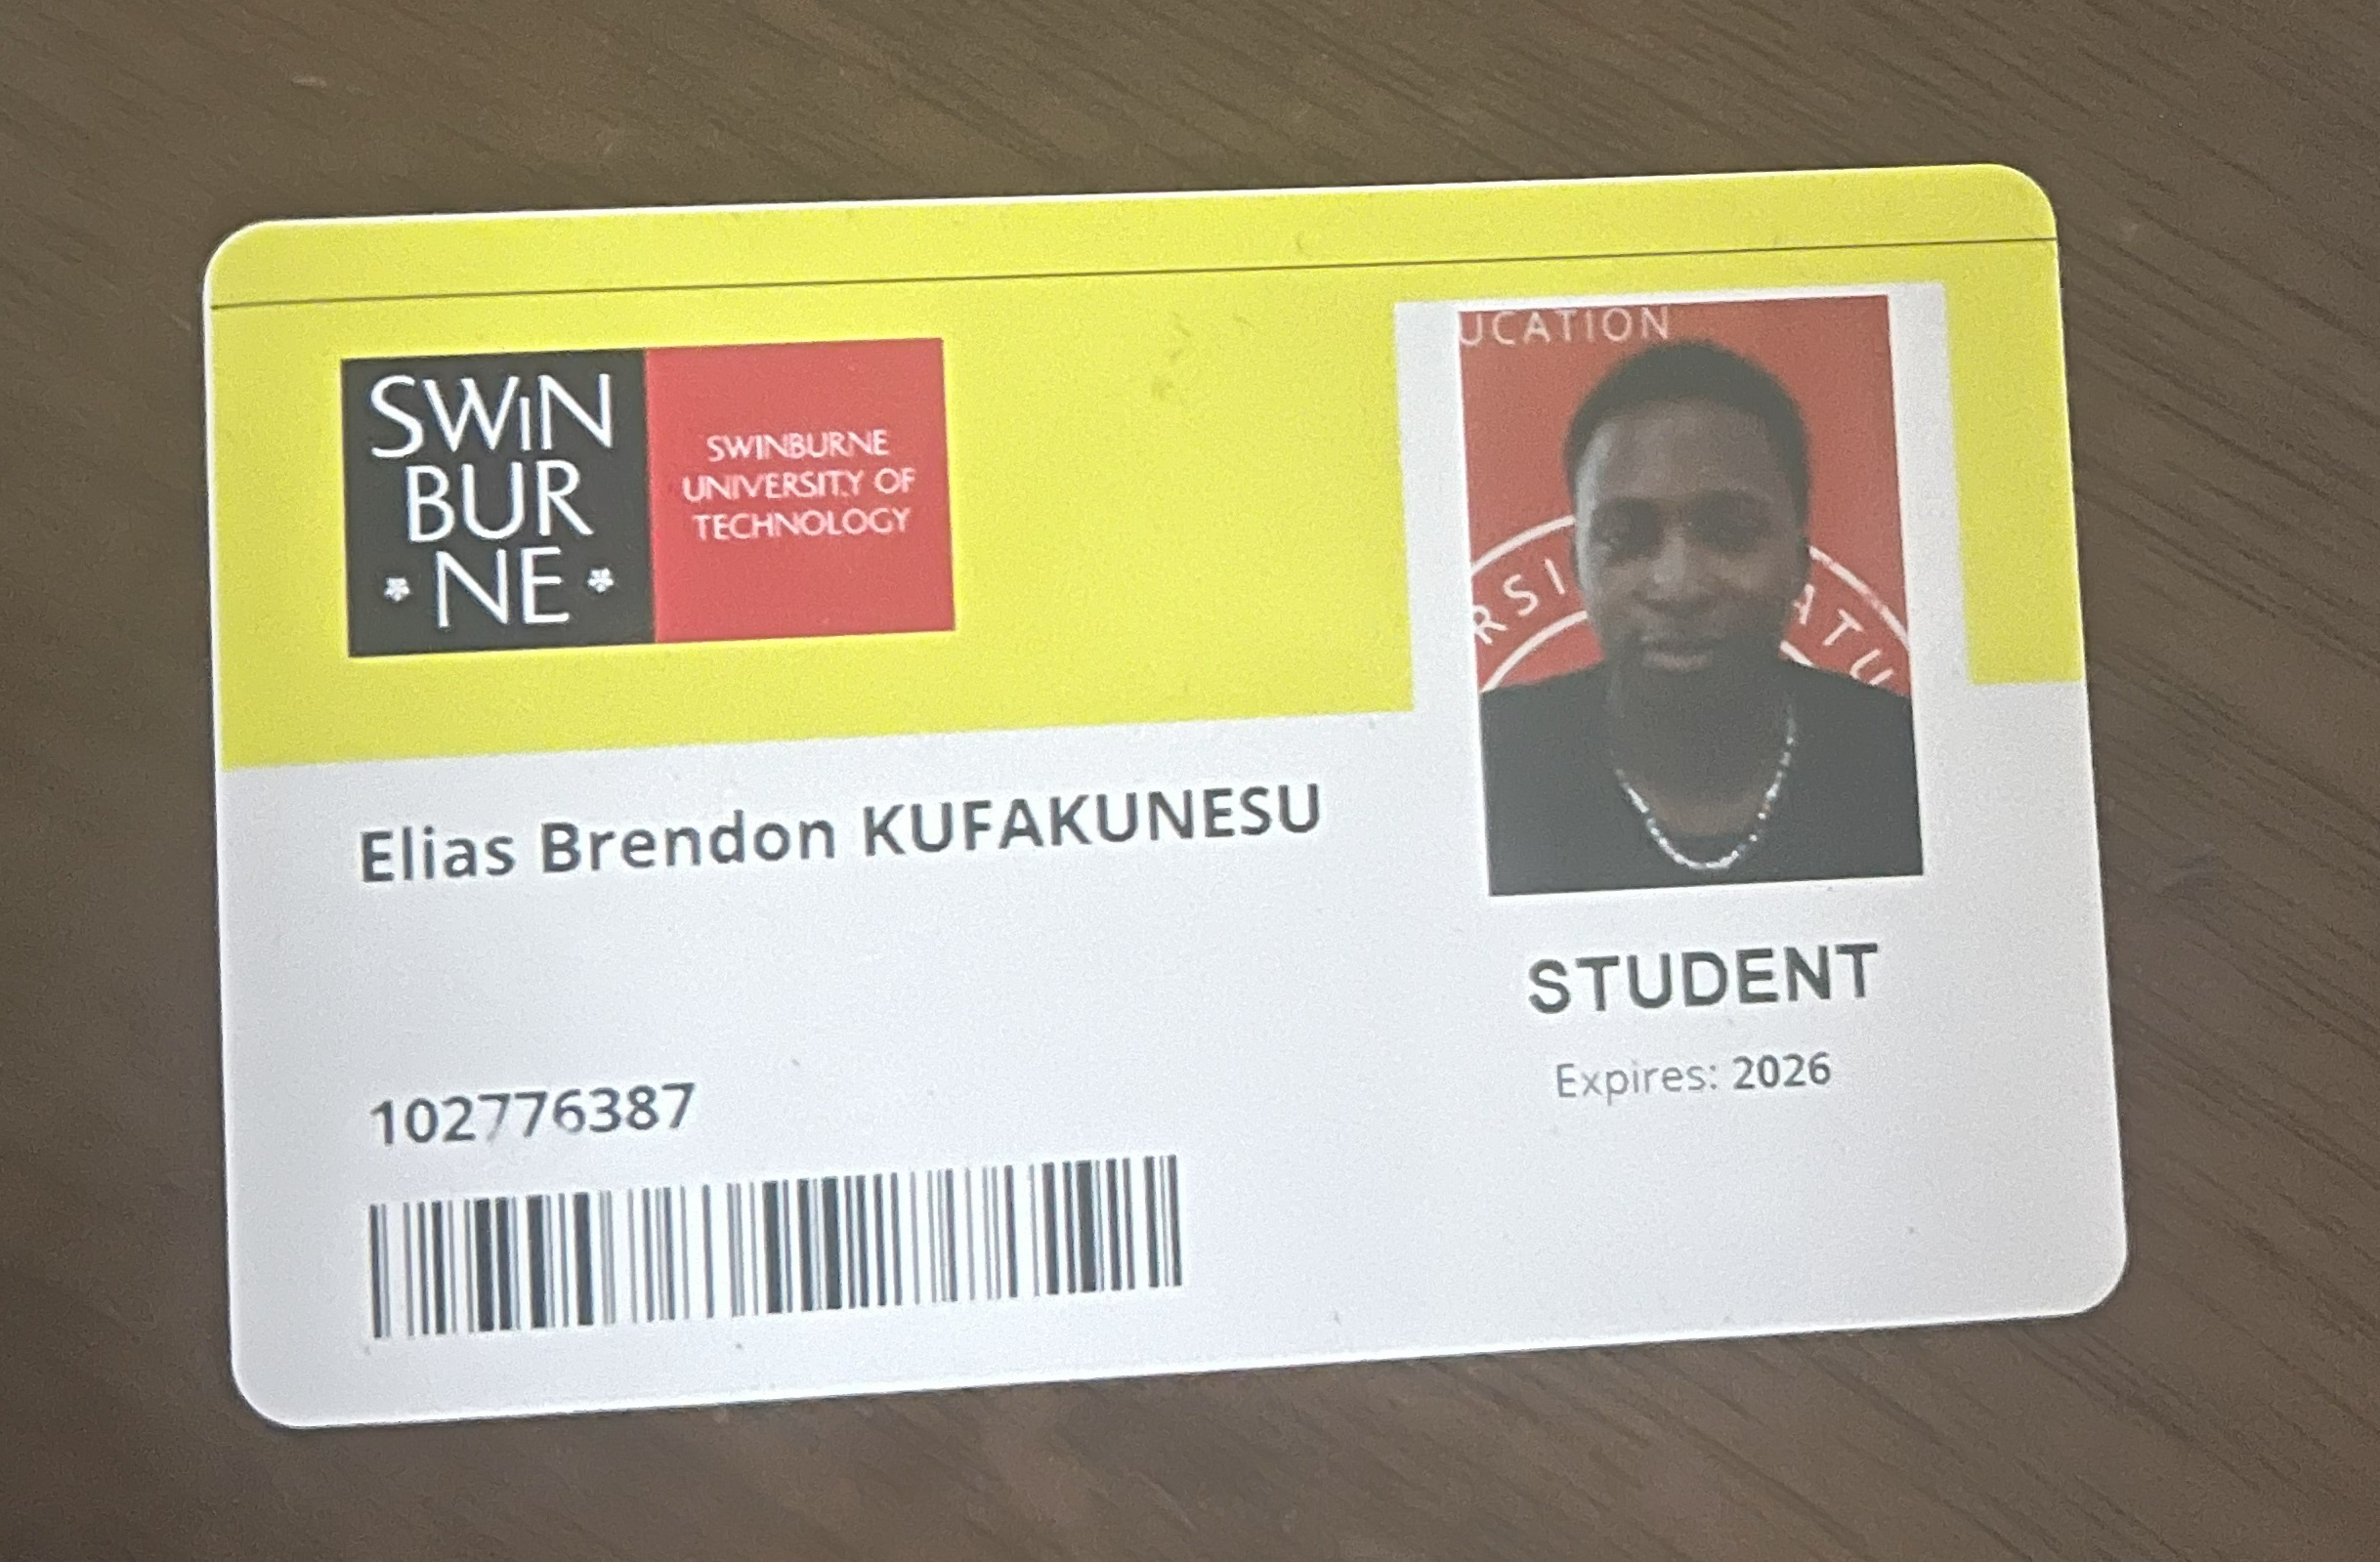 SWiN
BUR
NE
SWINBURNE
UNIVERSITY OF
TECHNOLOGY
UCATION
RSI
ATU
Elias Brendon KUFAKUNESU
STUDENT
Expires: 2026
102776387